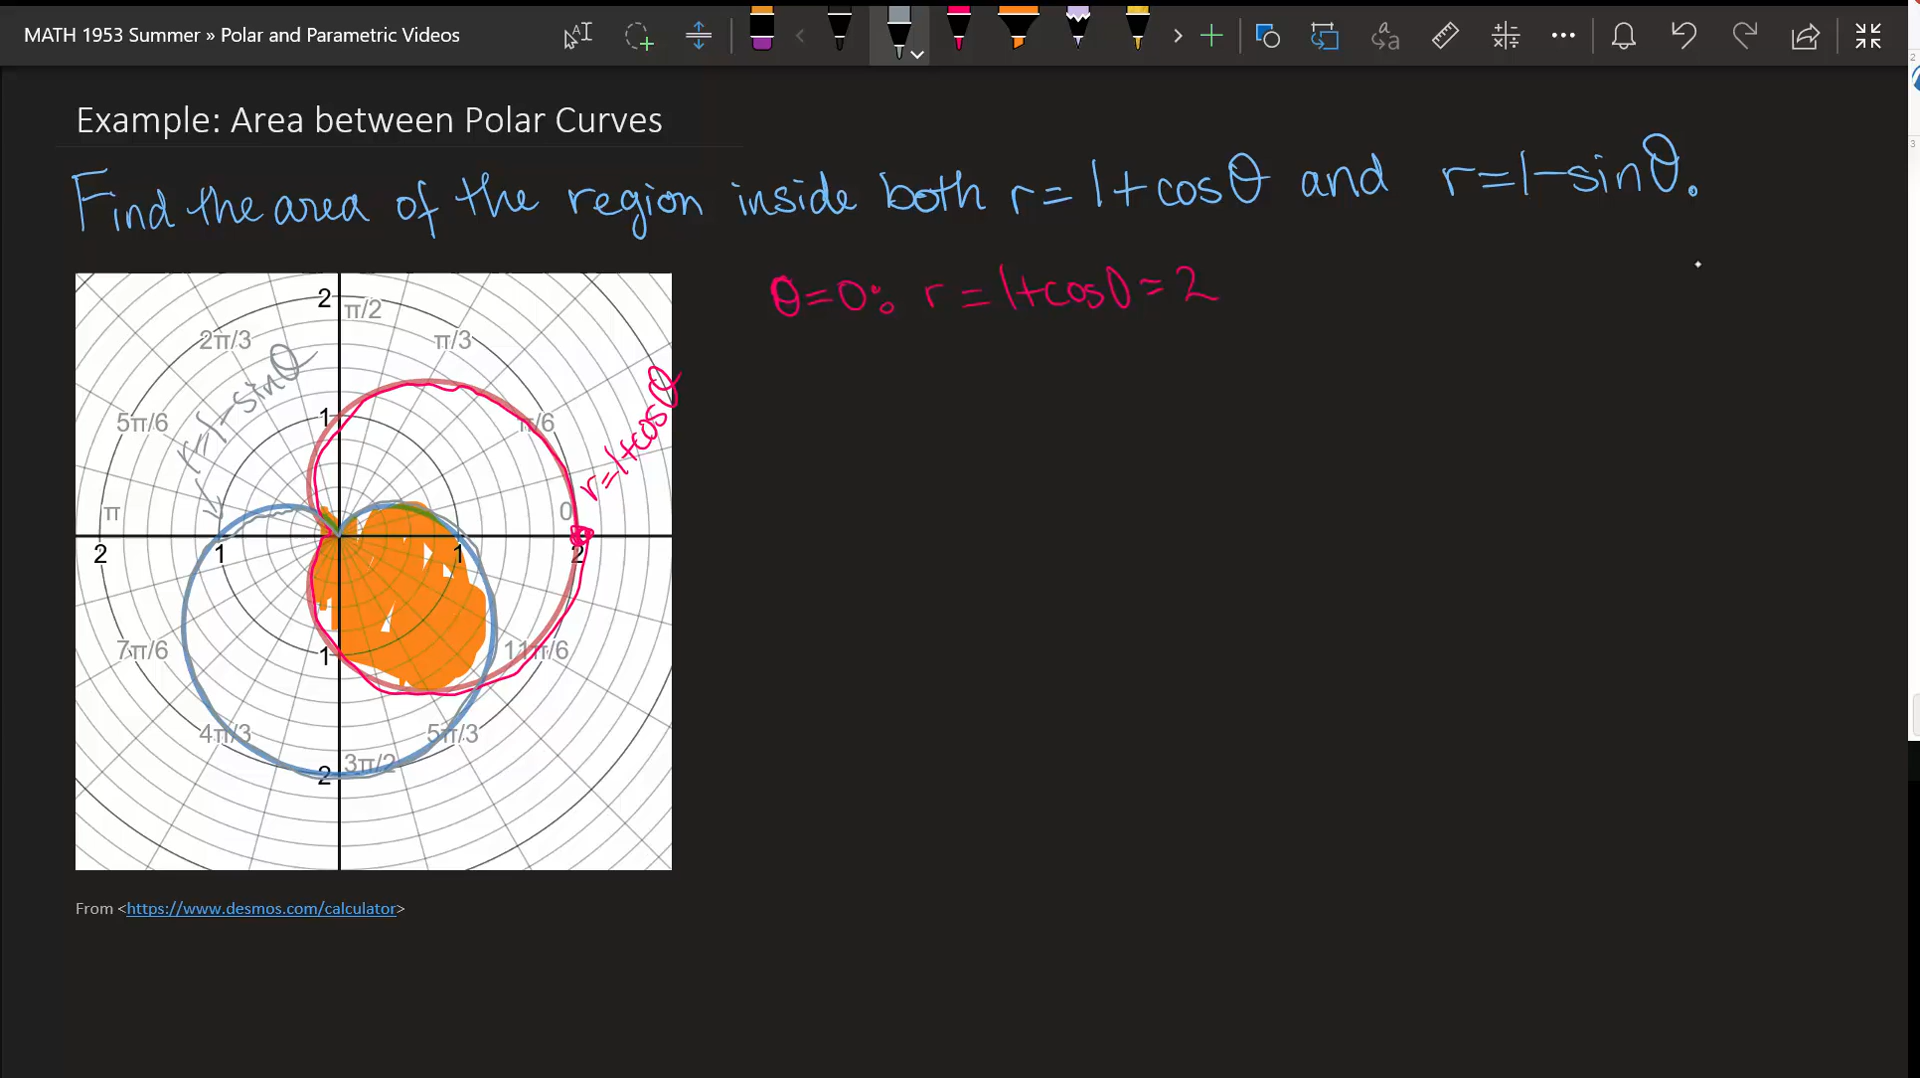 MATH 1953 Summer » Polar and Parametric Videos
Example: Area between Polar Curves
Find the area of the region inside both r=1+cosθ and r=1-sinθ.
θ=0: r=1+cos0=2
2 π/2
2π/3 π/3
r=1-sinθ
r=1+cosθ
5π/6 1 π/6
π 0
2 1 1 2
7π/6 1 11π/6
4π/3 5π/3
2 3π/2
From <https://www.desmos.com/calculator>